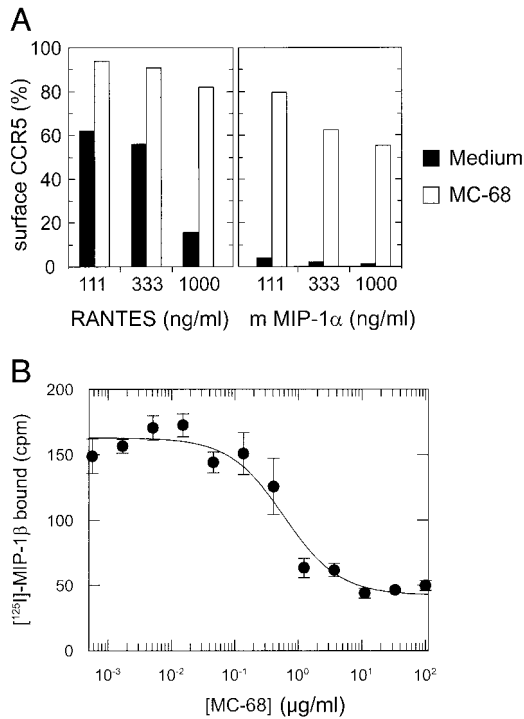 A
surface CCR5 (%)
100
80
60
40
20
0
111 333 1000 111 333 1000
RANTES (ng/ml) m MIP-1α (ng/ml)
Medium
MC-68
B
[¹²⁵I]-MIP-1β bound (cpm)
200
150
100
50
0
10⁻³ 10⁻² 10⁻¹ 10⁰ 10¹ 10²
[MC-68] (μg/ml)